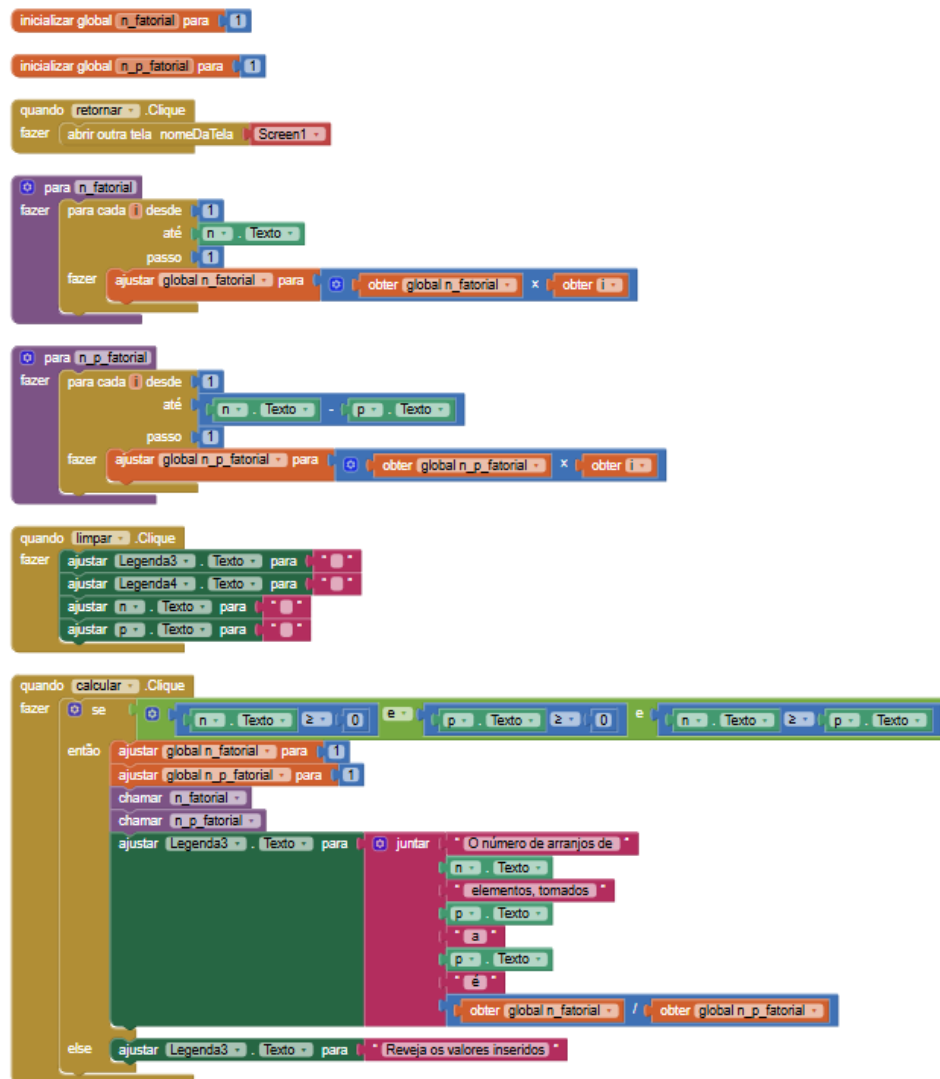 inicializar global n_fatorial para 1
inicializar global n_p_fatorial para 1
quando retornar .Clique
fazer abrir outra tela nomeDaTela Screen1
para n_fatorial
fazer para cada i desde 1
até n . Texto
passo 1
fazer ajustar global n_fatorial para obter global n_fatorial × obter i
para n_p_fatorial
fazer para cada i desde 1
até n . Texto - p . Texto
passo 1
fazer ajustar global n_p_fatorial para obter global n_p_fatorial × obter i
quando limpar .Clique
fazer ajustar Legenda3 . Texto para " "
ajustar Legenda4 . Texto para " "
ajustar n . Texto para " "
ajustar p . Texto para " "
quando calcular .Clique
fazer se n . Texto ≥ 0 e p . Texto ≥ 0 e n . Texto ≥ p . Texto
então ajustar global n_fatorial para 1
ajustar global n_p_fatorial para 1
chamar n_fatorial
chamar n_p_fatorial
ajustar Legenda3 . Texto para juntar " O número de arranjos de "
n . Texto
" elementos, tomados "
p . Texto
" a "
p . Texto
" é "
obter global n_fatorial / obter global n_p_fatorial
else ajustar Legenda3 . Texto para " Reveja os valores inseridos "